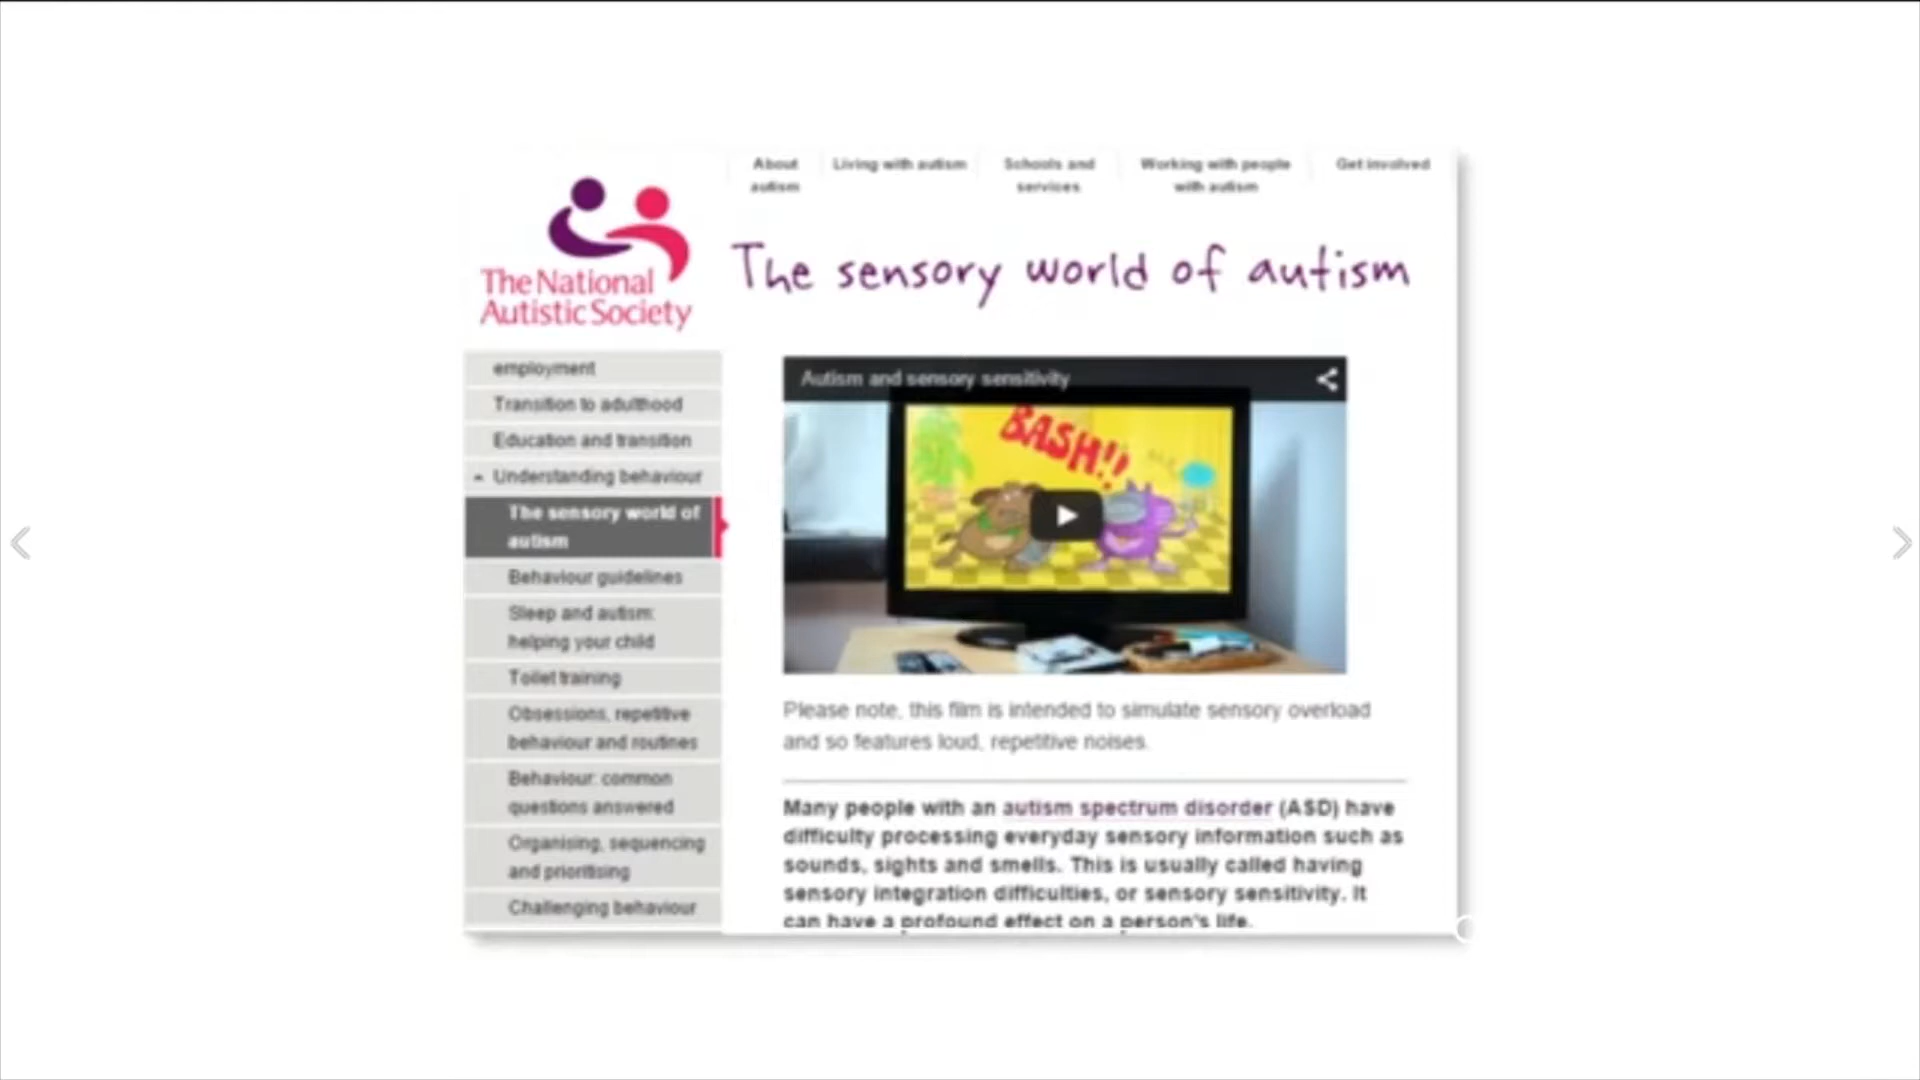 About
autism
Living with autism
Schools and
services
Working with people
with autism
Get involved
The National
Autistic Society
The sensory world of autism
employment
Transition to adulthood
Education and transition
Understanding behaviour
The sensory world of
autism
Behaviour guidelines
Sleep and autism:
helping your child
Toilet training
Obsessions, repetitive
behaviour and routines
Behaviour: common
questions answered
Organising, sequencing
and prioritising
Challenging behaviour
Autism and sensory sensitivity
BASH!!
Please note, this film is intended to simulate sensory overload
and so features loud, repetitive noises.
Many people with an autism spectrum disorder (ASD) have
difficulty processing everyday sensory information such as
sounds, sights and smells. This is usually called having
sensory integration difficulties, or sensory sensitivity. It
can have a profound effect on a person's life.